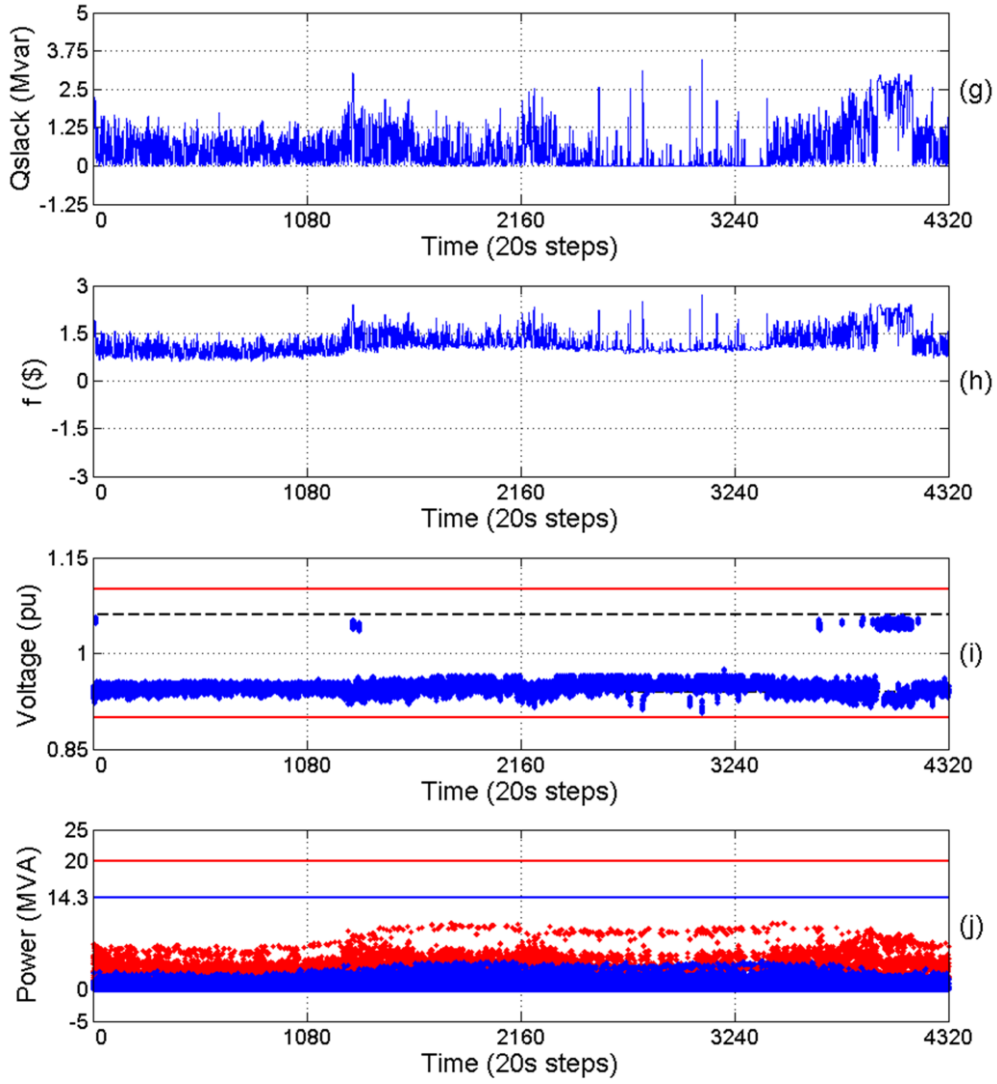 5
3.75
2.5
1.25
0
-1.25
Qslack (Mvar)
(g)
0 1080 2160 3240 4320
Time (20s steps)
3
1.5
0
-1.5
-3
f ($)
(h)
0 1080 2160 3240 4320
Time (20s steps)
1.15
1
0.85
Voltage (pu)
(i)
0 1080 2160 3240 4320
Time (20s steps)
25
20
14.3
0
-5
Power (MVA)
(j)
0 1080 2160 3240 4320
Time (20s steps)